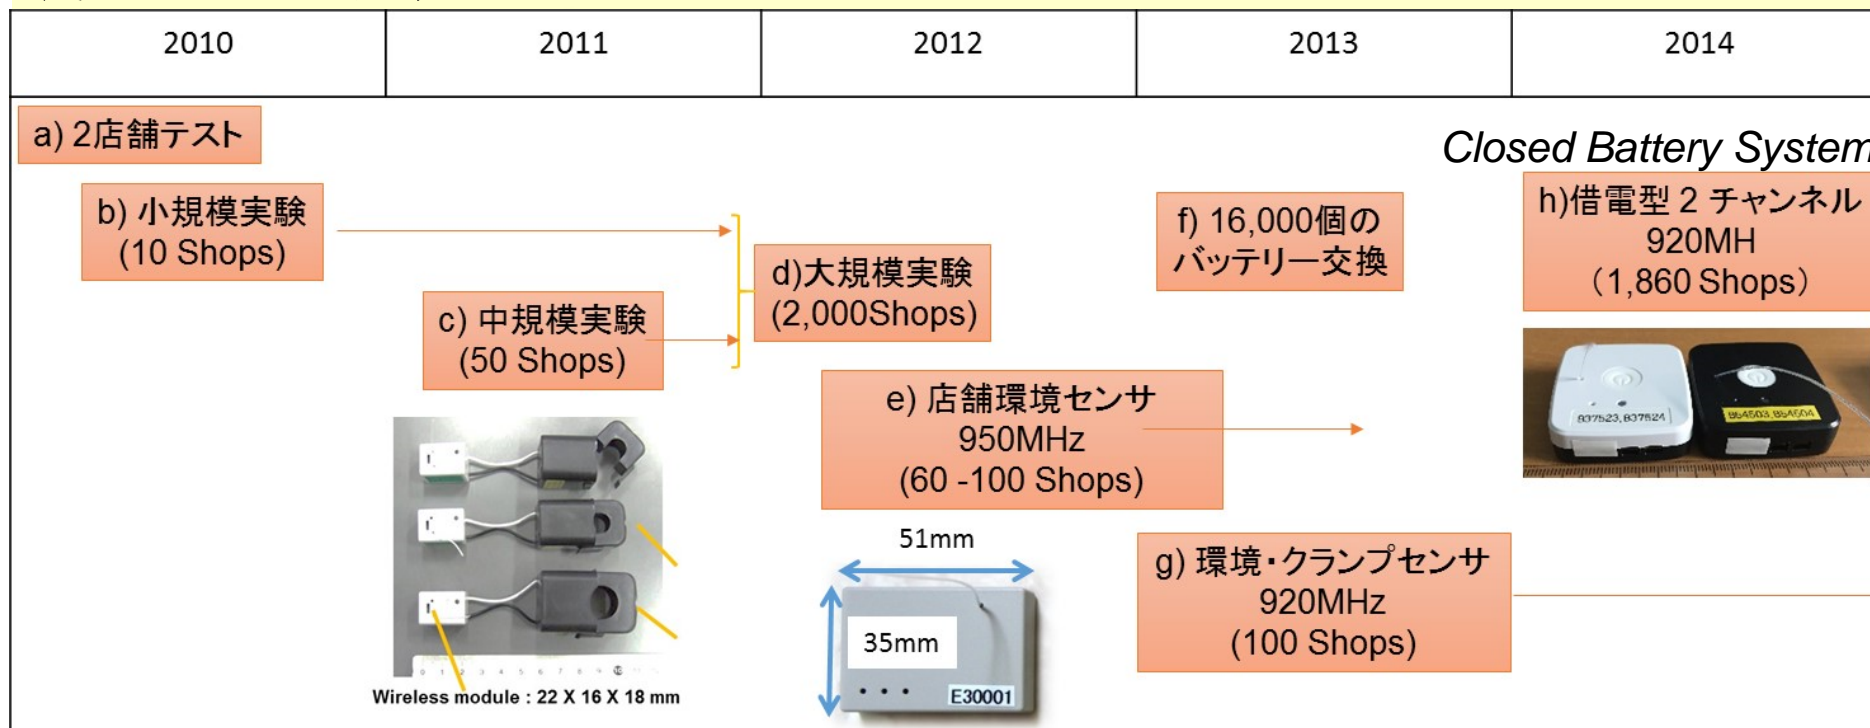 2010
2011
2012
2013
2014
a) 2店舗テスト
Closed Battery System
b) 小規模実験
(10 Shops)
f) 16,000個の
バッテリー交換
h)借電型 2 チャンネル
920MH
（1,860 Shops）
d)大規模実験
(2,000Shops)
c) 中規模実験
(50 Shops)
e) 店舗環境センサ
950MHz
(60 -100 Shops)
B37523,B37524
B54503,B54504
g) 環境・クランプセンサ
920MHz
(100 Shops)
51mm
35mm
E30001
Wireless module : 22 X 16 X 18 mm